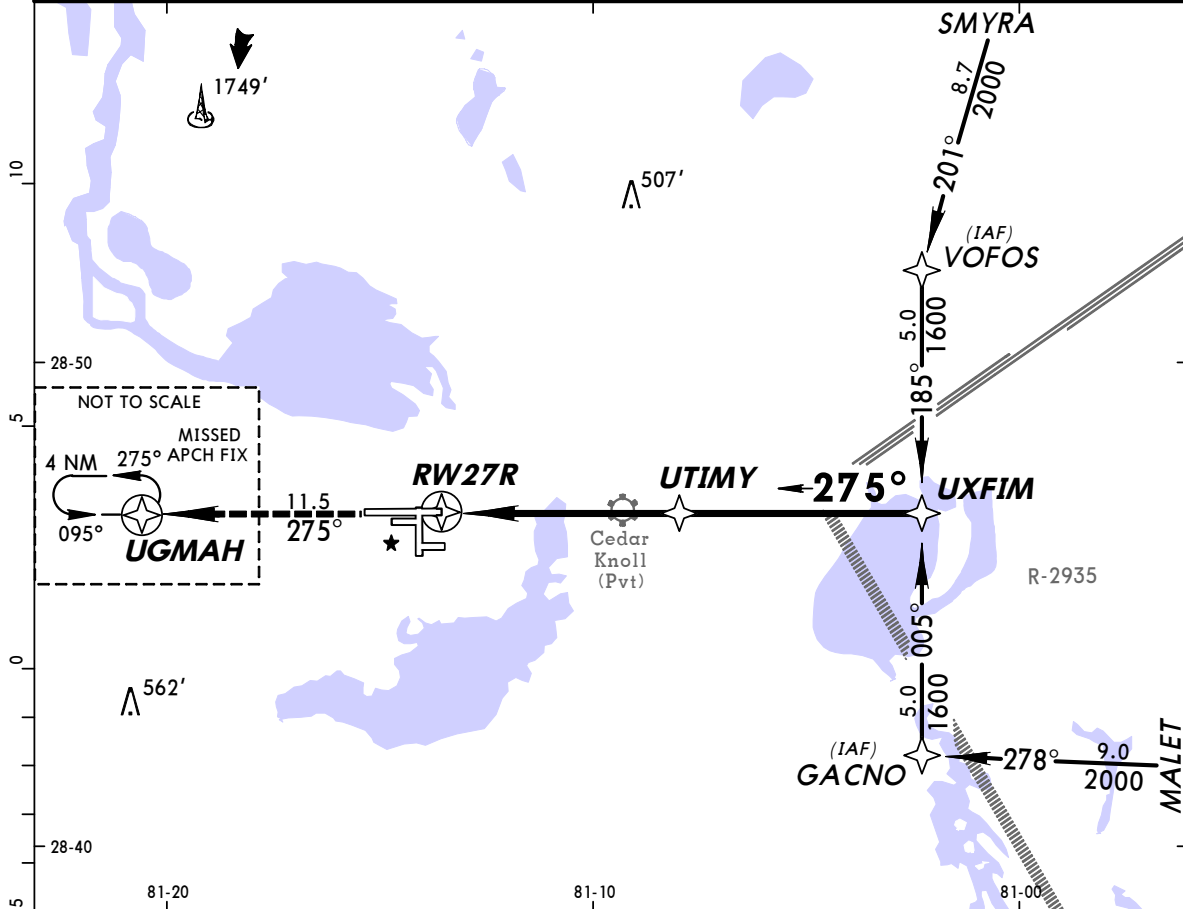 SMYRA
8.7
2000
201°
1749'
10
507'
(IAF)
VOFOS
5.0
1600
185°
28-50
NOT TO SCALE
5
MISSED
APCH FIX
4 NM
275°
095°
UGMAH
11.5
275°
RW27R
UTIMY
275°
UXFIM
Cedar
Knoll
(Pvt)
R-2935
005°
0
562'
5.0
1600
(IAF)
GACNO
278°
9.0
2000
MALET
28-40
81-20
81-10
81-00
5